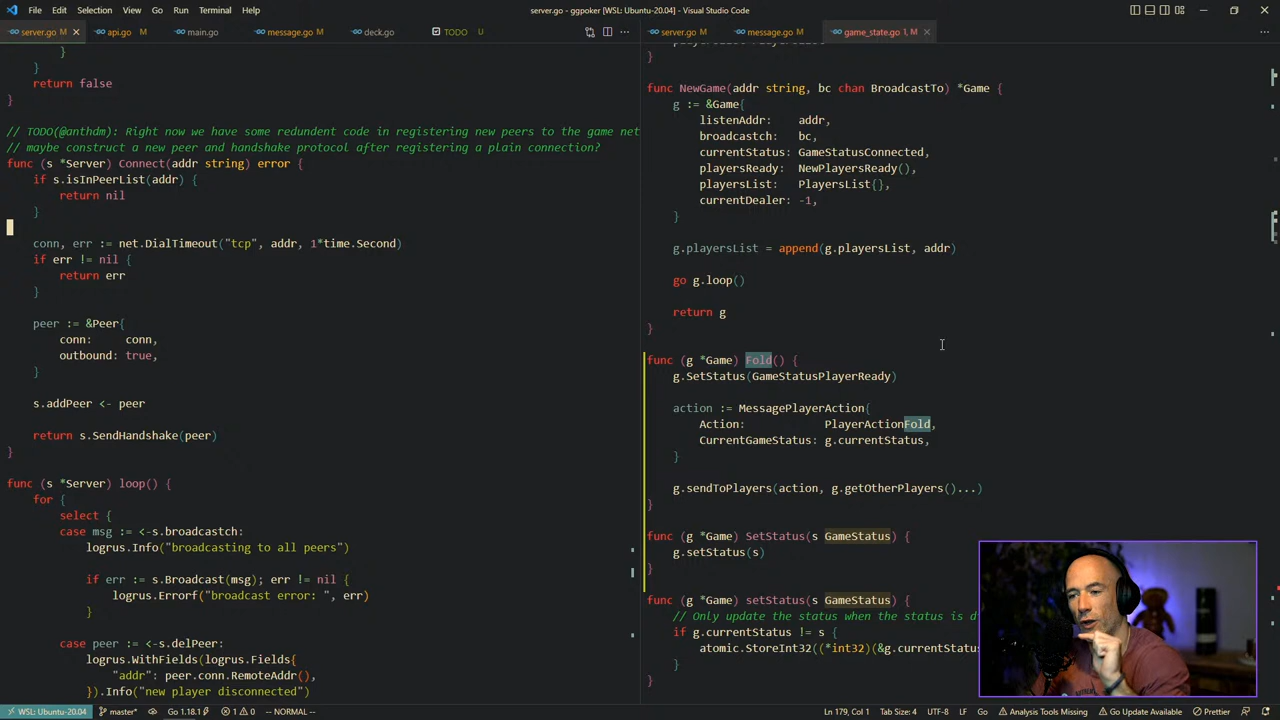 File Edit Selection View Go Run Terminal Help
server.go - ggpoker [WSL: Ubuntu-20.04] - Visual Studio Code
server.go M
api.go M
main.go
message.go M
deck.go
TODO U
}
}
return false
}
// TODO(@anthdm): Right now we have some redundent code in registering new peers to the game net
// maybe construct a new peer and handshake protocol after registering a plain connection?
func (s *Server) Connect(addr string) error {
if s.isInPeerList(addr) {
return nil
}
conn, err := net.DialTimeout("tcp", addr, 1*time.Second)
if err != nil {
return err
}
peer := &Peer{
conn: conn,
outbound: true,
}
s.addPeer <- peer
return s.SendHandshake(peer)
}
func (s *Server) loop() {
for {
select {
case msg := <-s.broadcastch:
logrus.Info("broadcasting to all peers")
if err := s.Broadcast(msg); err != nil {
logrus.Errorf("broadcast error: ", err)
}
case peer := <-s.delPeer:
logrus.WithFields(logrus.Fields{
"addr": peer.conn.RemoteAddr(),
}).Info("new player disconnected")
server.go M
message.go M
game_state.go 1, M
}
func NewGame(addr string, bc chan BroadcastTo) *Game {
g := &Game{
listenAddr: addr,
broadcastch: bc,
currentStatus: GameStatusConnected,
playersReady: NewPlayersReady(),
playersList: PlayersList{},
currentDealer: -1,
}
g.playersList = append(g.playersList, addr)
go g.loop()
return g
}
func (g *Game) Fold() {
g.SetStatus(GameStatusPlayerReady)
action := MessagePlayerAction{
Action: PlayerActionFold,
CurrentGameStatus: g.currentStatus,
}
g.sendToPlayers(action, g.getOtherPlayers()...)
}
func (g *Game) SetStatus(s GameStatus) {
g.setStatus(s)
}
func (g *Game) setStatus(s GameStatus) {
// Only update the status when the status is d
if g.currentStatus != s {
atomic.StoreInt32((*int32)(&g.currentStatus
}
}
WSL: Ubuntu-20.04 master* Go 1.18.1 1 0 -- NORMAL -- Ln 179, Col 1 Tab Size: 4 UTF-8 LF Go Analysis Tools Missing Go Update Available Prettier